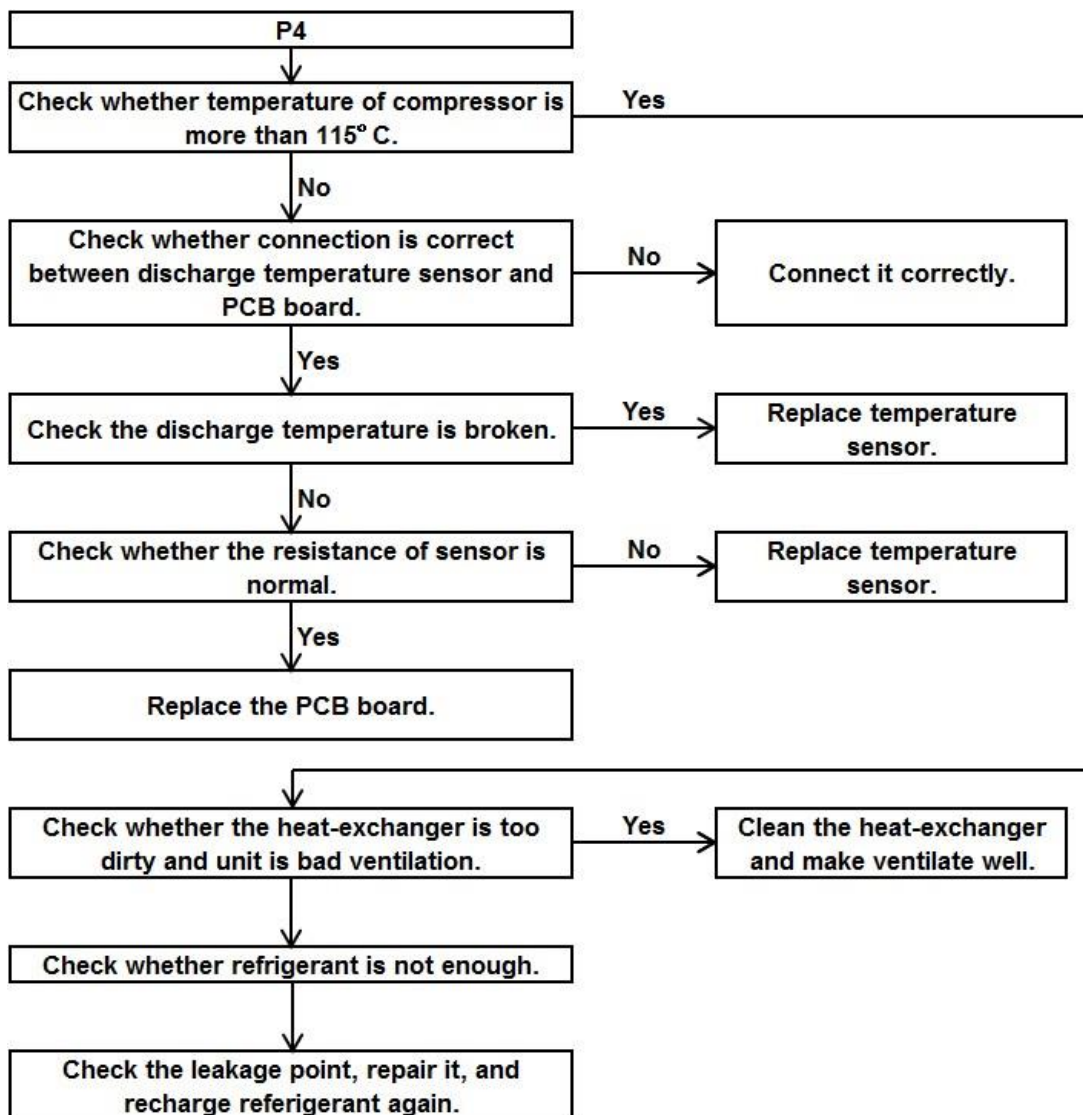 P4
Check whether temperature of compressor is
more than 115° C.
Yes
No
Check whether connection is correct
between discharge temperature sensor and
PCB board.
No
Connect it correctly.
Yes
Check the discharge temperature is broken.
Yes
Replace temperature
sensor.
No
Check whether the resistance of sensor is
normal.
No
Replace temperature
sensor.
Yes
Replace the PCB board.
Check whether the heat-exchanger is too
dirty and unit is bad ventilation.
Yes
Clean the heat-exchanger
and make ventilate well.
Check whether refrigerant is not enough.
Check the leakage point, repair it, and
recharge referigerant again.